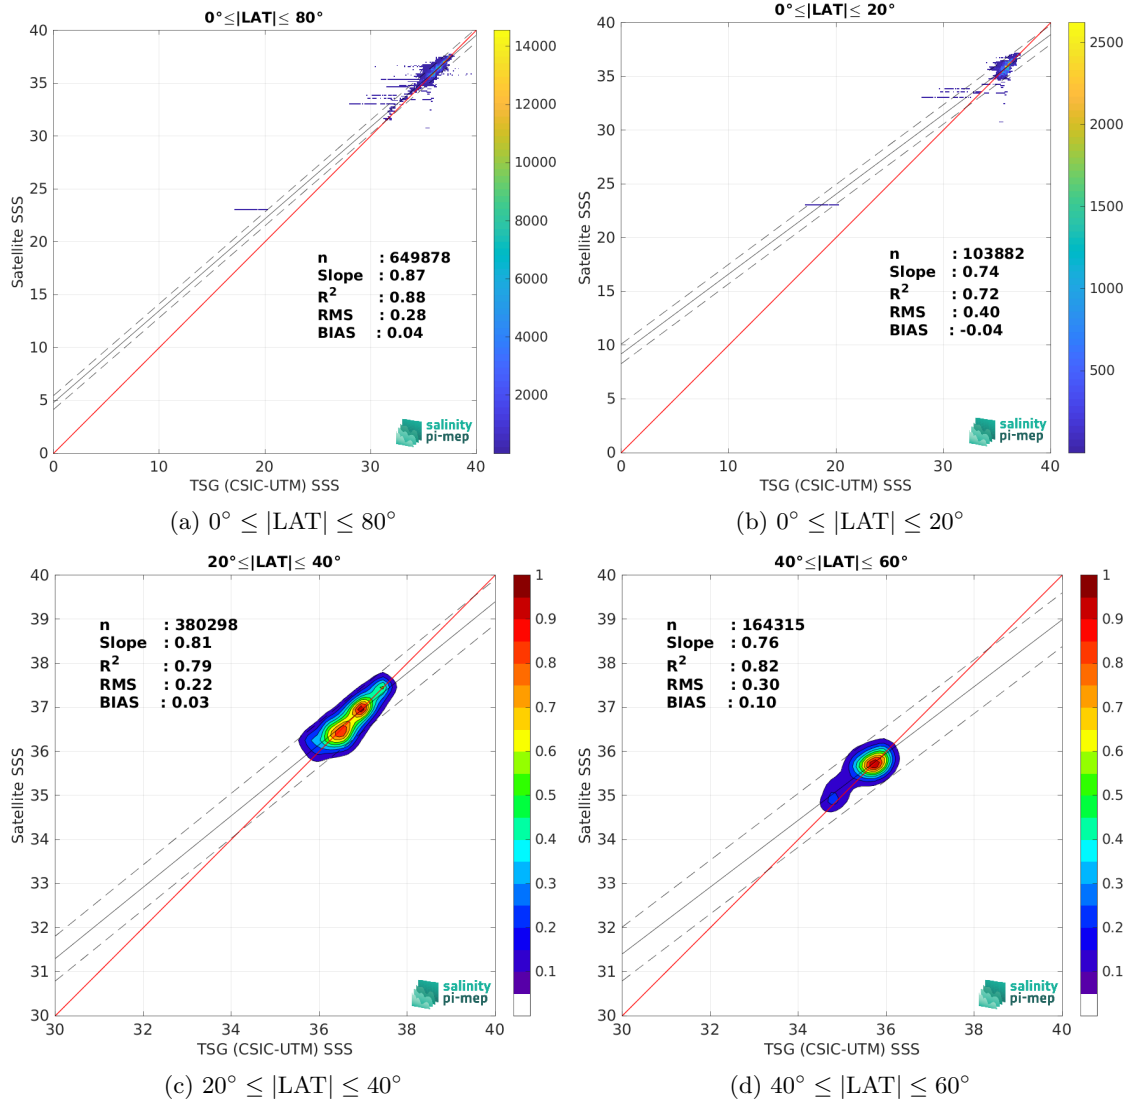 0°≤|LAT|≤ 80°
40
35
30
25
20
15
10
5
0
0
10
20
30
40
Satellite SSS
TSG (CSIC-UTM) SSS
n : 649878
Slope : 0.87
R² : 0.88
RMS : 0.28
BIAS : 0.04
salinity
pi-mep
14000
12000
10000
8000
6000
4000
2000
(a) 0° ≤ |LAT| ≤ 80°
0°≤|LAT|≤ 20°
40
35
30
25
20
15
10
5
0
0
10
20
30
40
Satellite SSS
TSG (CSIC-UTM) SSS
n : 103882
Slope : 0.74
R² : 0.72
RMS : 0.40
BIAS : -0.04
salinity
pi-mep
2500
2000
1500
1000
500
(b) 0° ≤ |LAT| ≤ 20°
20°≤|LAT|≤ 40°
40
39
38
37
36
35
34
33
32
31
30
30
32
34
36
38
40
Satellite SSS
TSG (CSIC-UTM) SSS
n : 380298
Slope : 0.81
R² : 0.79
RMS : 0.22
BIAS : 0.03
salinity
pi-mep
1
0.9
0.8
0.7
0.6
0.5
0.4
0.3
0.2
0.1
(c) 20° ≤ |LAT| ≤ 40°
40°≤|LAT|≤ 60°
40
39
38
37
36
35
34
33
32
31
30
30
32
34
36
38
40
Satellite SSS
TSG (CSIC-UTM) SSS
n : 164315
Slope : 0.76
R² : 0.82
RMS : 0.30
BIAS : 0.10
salinity
pi-mep
1
0.9
0.8
0.7
0.6
0.5
0.4
0.3
0.2
0.1
(d) 40° ≤ |LAT| ≤ 60°